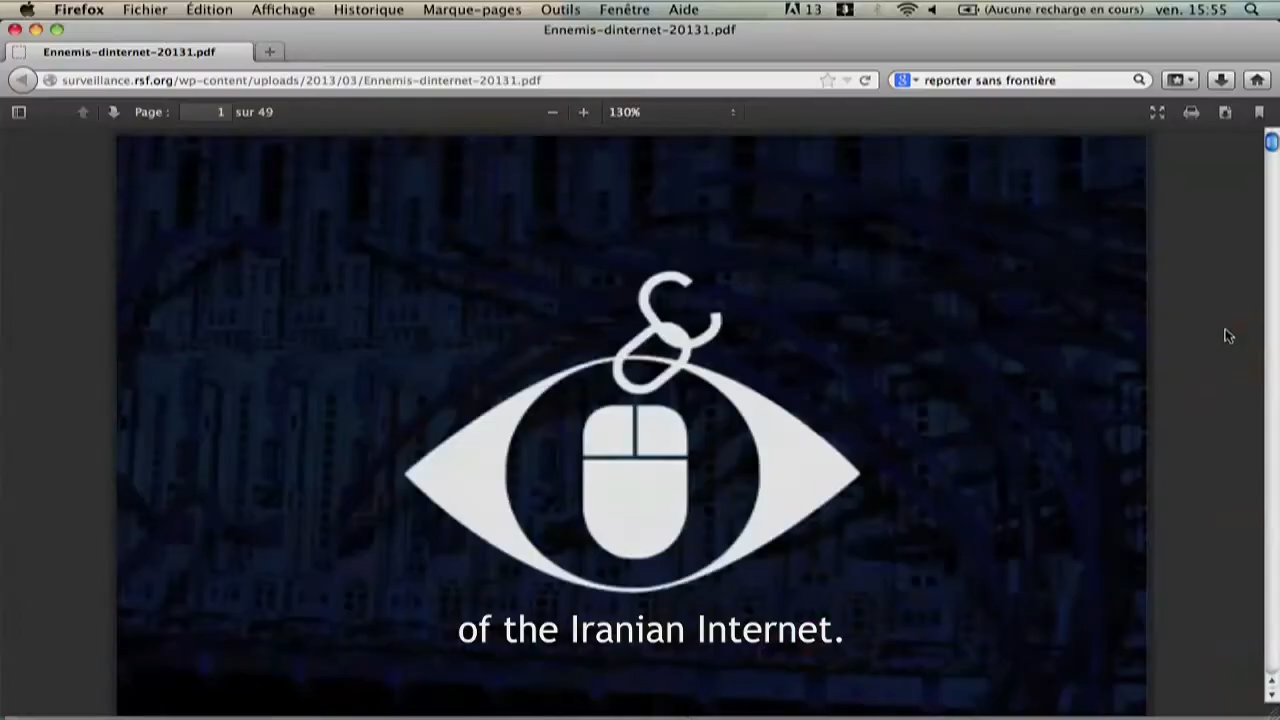 Firefox Fichier Édition Affichage Historique Marque-pages Outils Fenêtre Aide 13 (Aucune recharge en cours) ven. 15:55
Ennemis-dinternet-20131.pdf
Ennemis-dinternet-20131.pdf
surveillance.rsf.org/wp-content/uploads/2013/03/Ennemis-dinternet-20131.pdf reporter sans frontière
Page : 1 sur 49 130%
of the Iranian Internet.